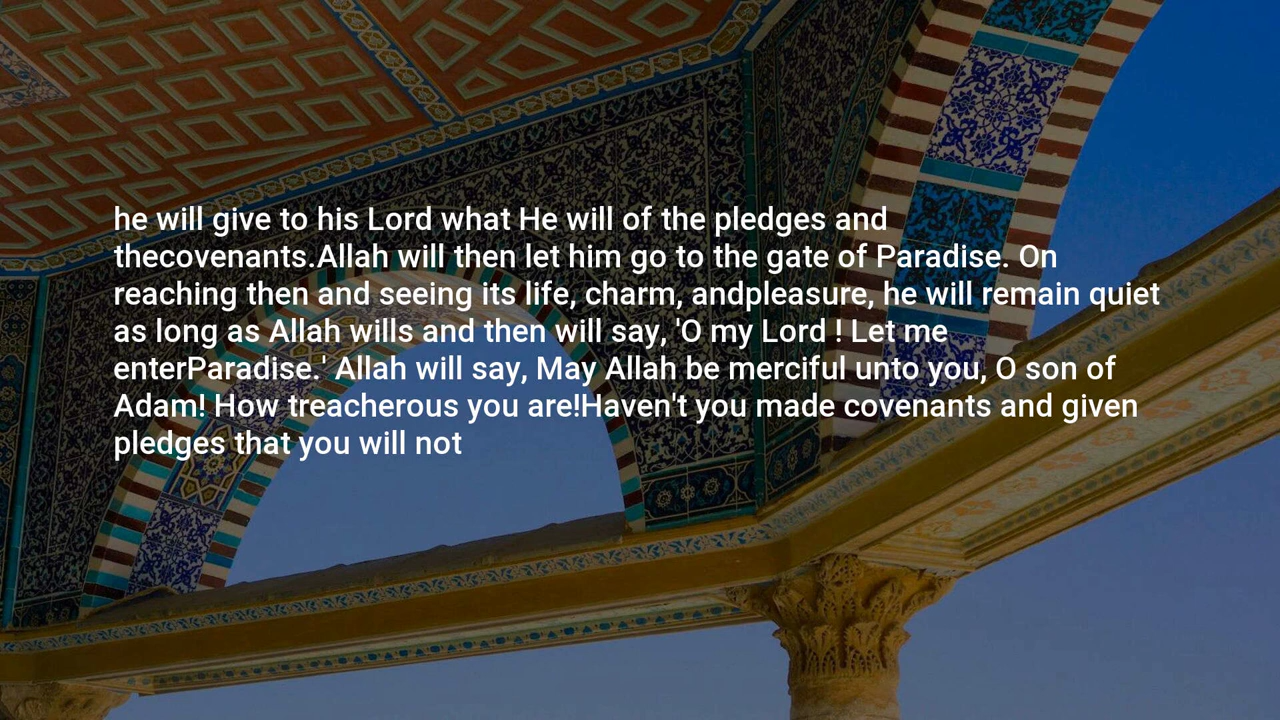 he will give to his Lord what He will of the pledges and
thecovenants.Allah will then let him go to the gate of Paradise. On
reaching then and seeing its life, charm, andpleasure, he will remain quiet
as long as Allah wills and then will say, 'O my Lord ! Let me
enterParadise.' Allah will say, May Allah be merciful unto you, O son of
Adam! How treacherous you are!Haven't you made covenants and given
pledges that you will not